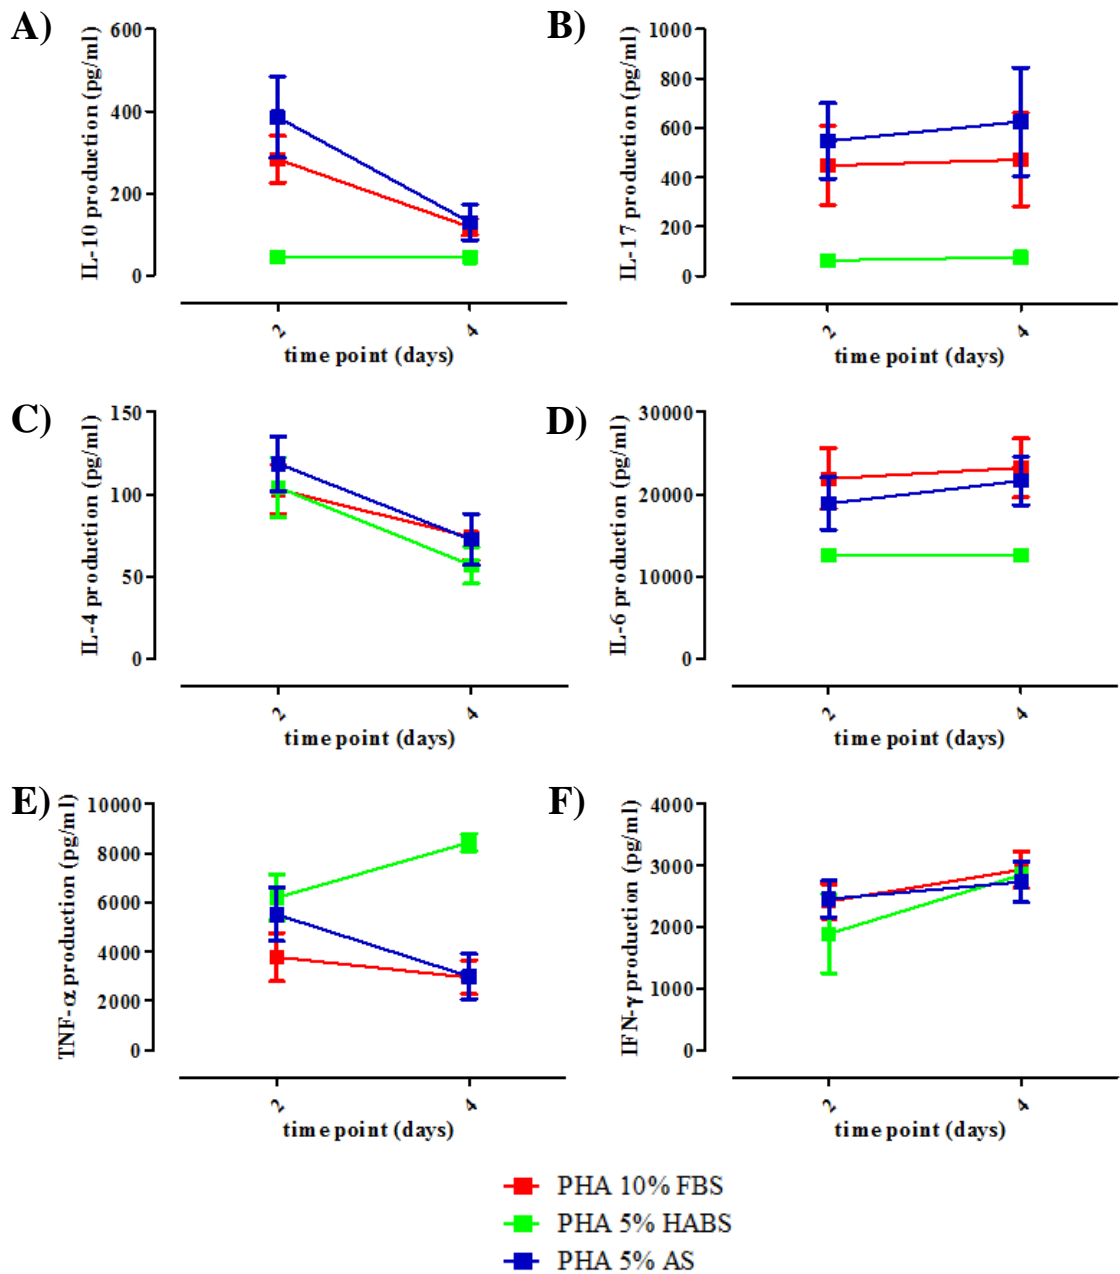 A)
IL-10 production (pg/ml)
600
400
200
0
2
4
time point (days)
B)
IL-17 production (pg/ml)
1000
800
600
400
200
0
2
4
time point (days)
C)
IL-4 production (pg/ml)
150
100
50
0
2
4
time point (days)
D)
IL-6 production (pg/ml)
30000
20000
10000
0
2
4
time point (days)
E)
TNF-α production (pg/ml)
10000
8000
6000
4000
2000
0
2
4
time point (days)
F)
IFN-γ production (pg/ml)
4000
3000
2000
1000
0
2
4
time point (days)
PHA 10% FBS
PHA 5% HABS
PHA 5% AS